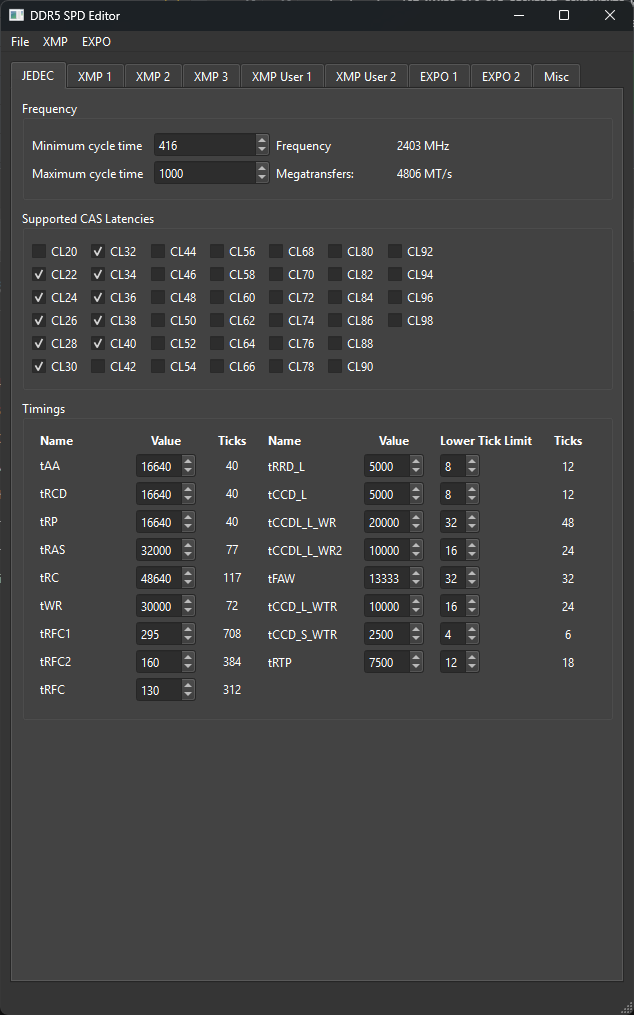 DDR5 SPD Editor
File XMP EXPO
JEDEC XMP 1 XMP 2 XMP 3 XMP User 1 XMP User 2 EXPO 1 EXPO 2 Misc
Frequency
Minimum cycle time 416 Frequency 2403 MHz
Maximum cycle time 1000 Megatransfers: 4806 MT/s
Supported CAS Latencies
CL20 CL32 CL44 CL56 CL68 CL80 CL92
CL22 CL34 CL46 CL58 CL70 CL82 CL94
CL24 CL36 CL48 CL60 CL72 CL84 CL96
CL26 CL38 CL50 CL62 CL74 CL86 CL98
CL28 CL40 CL52 CL64 CL76 CL88
CL30 CL42 CL54 CL66 CL78 CL90
Timings
Name Value Ticks Name Value Lower Tick Limit Ticks
tAA 16640 40 tRRD_L 5000 8 12
tRCD 16640 40 tCCD_L 5000 8 12
tRP 16640 40 tCCDL_L_WR 20000 32 48
tRAS 32000 77 tCCDL_L_WR2 10000 16 24
tRC 48640 117 tFAW 13333 32 32
tWR 30000 72 tCCD_L_WTR 10000 16 24
tRFC1 295 708 tCCD_S_WTR 2500 4 6
tRFC2 160 384 tRTP 7500 12 18
tRFC 130 312